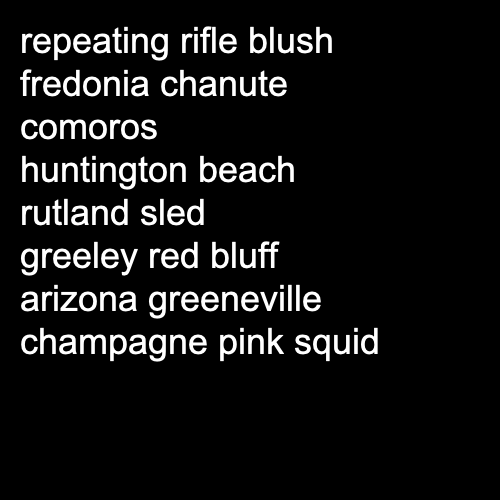 repeating rifle blush
fredonia chanute
comoros
huntington beach
rutland sled
greeley red bluff
arizona greeneville
champagne pink squid